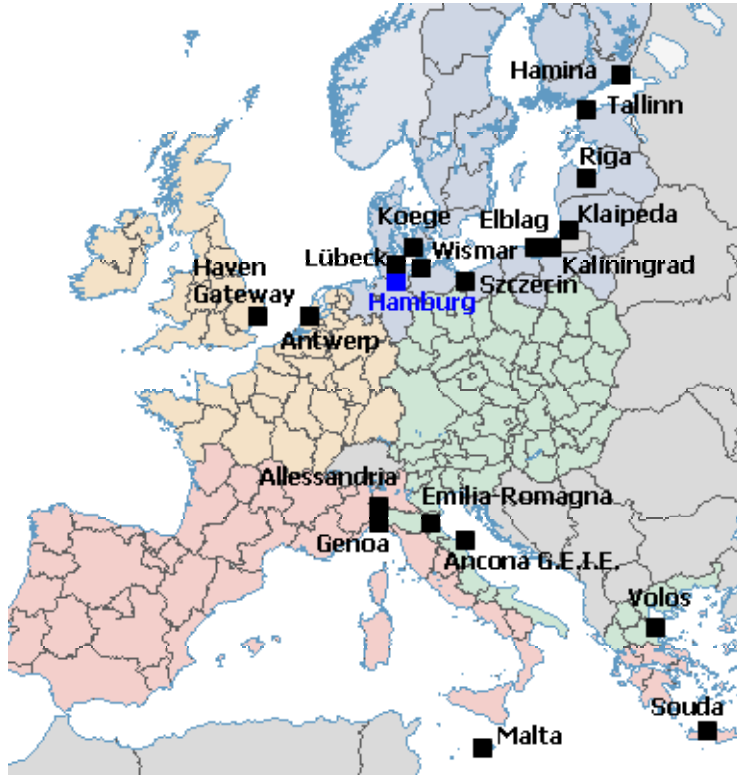 Hamina
Tallinn
Riga
Koege
Elblag
Klaipeda
Lübeck
Wismar
Kaliningrad
Haven
Gateway
Hamburg
Szczecin
Antwerp
Allessandria
Emilia-Romagna
Genoa
Ancona G.E.I.E.
Volos
Souda
Malta